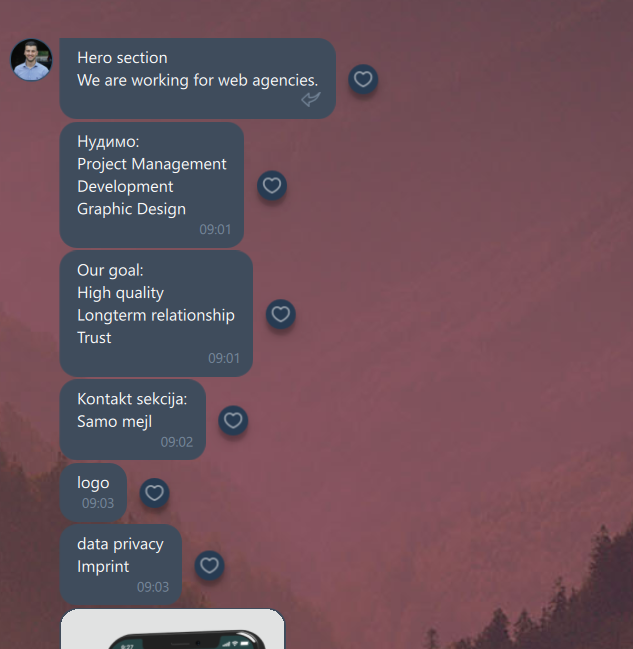 Hero section
We are working for web agencies.
Нудимо:
Project Management
Development
Graphic Design
09:01
Our goal:
High quality
Longterm relationship
Trust
09:01
Kontakt sekcija:
Samo mejl
09:02
logo
09:03
data privacy
Imprint
09:03
9:27